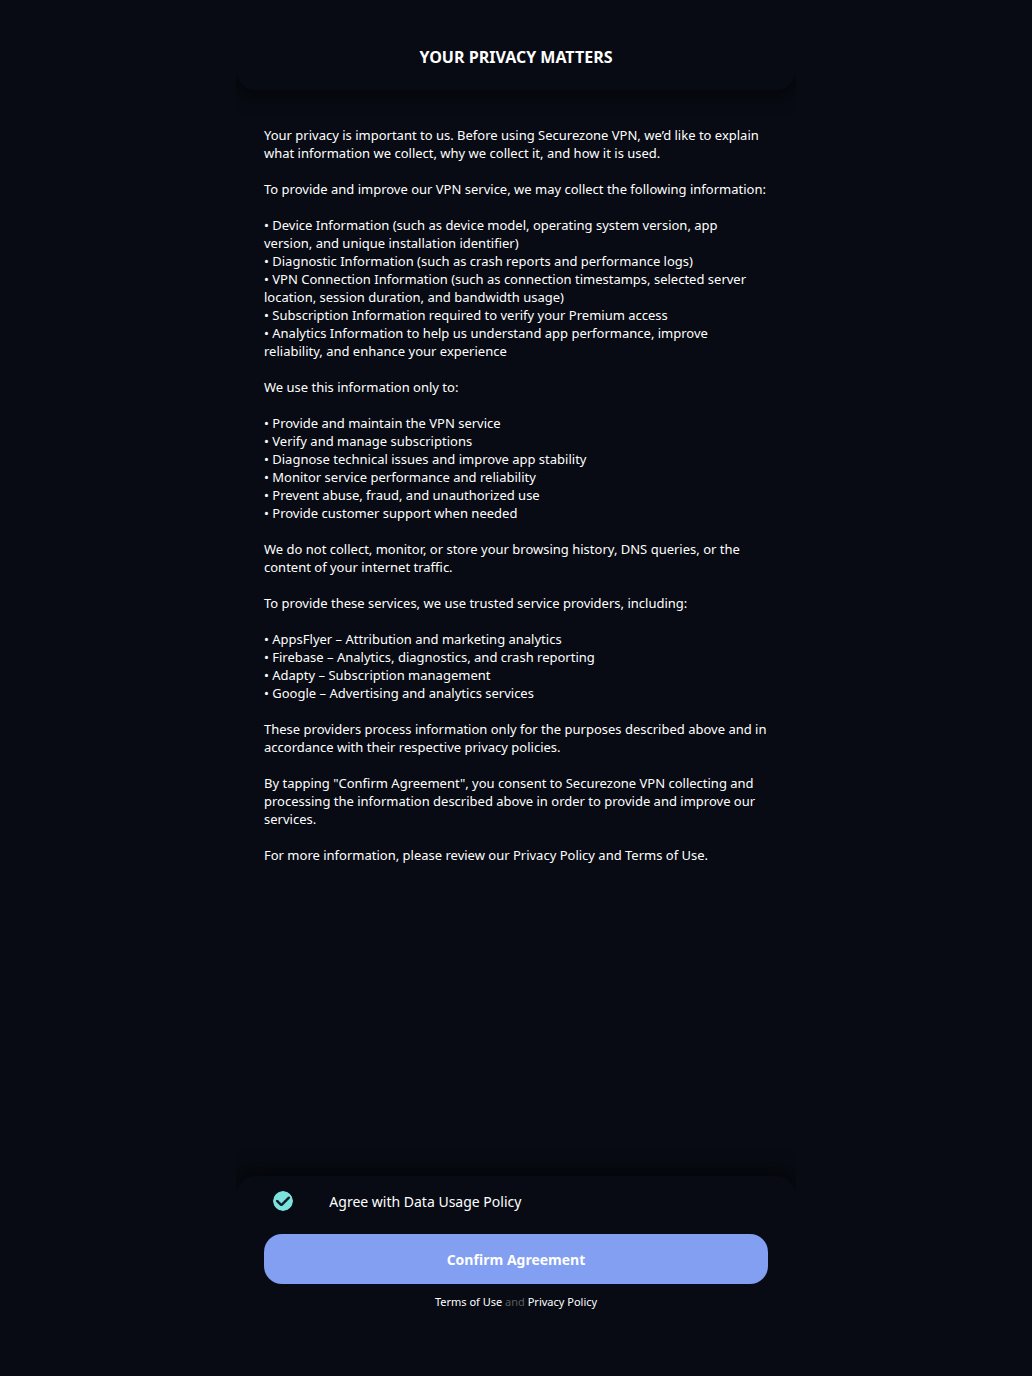 YOUR PRIVACY MATTERS
Your privacy is important to us. Before using Securezone VPN, we'd like to explain
what information we collect, why we collect it, and how it is used.
To provide and improve our VPN service, we may collect the following information:
• Device Information (such as device model, operating system version, app
version, and unique installation identifier)
• Diagnostic Information (such as crash reports and performance logs)
• VPN Connection Information (such as connection timestamps, selected server
location, session duration, and bandwidth usage)
• Subscription Information required to verify your Premium access
• Analytics Information to help us understand app performance, improve
reliability, and enhance your experience
We use this information only to:
• Provide and maintain the VPN service
• Verify and manage subscriptions
• Diagnose technical issues and improve app stability
• Monitor service performance and reliability
• Prevent abuse, fraud, and unauthorized use
• Provide customer support when needed
We do not collect, monitor, or store your browsing history, DNS queries, or the
content of your internet traffic.
To provide these services, we use trusted service providers, including:
• AppsFlyer – Attribution and marketing analytics
• Firebase – Analytics, diagnostics, and crash reporting
• Adapty – Subscription management
• Google – Advertising and analytics services
These providers process information only for the purposes described above and in
accordance with their respective privacy policies.
By tapping "Confirm Agreement", you consent to Securezone VPN collecting and
processing the information described above in order to provide and improve our
services.
For more information, please review our Privacy Policy and Terms of Use.
Agree with Data Usage Policy
Confirm Agreement
Terms of Use and Privacy Policy